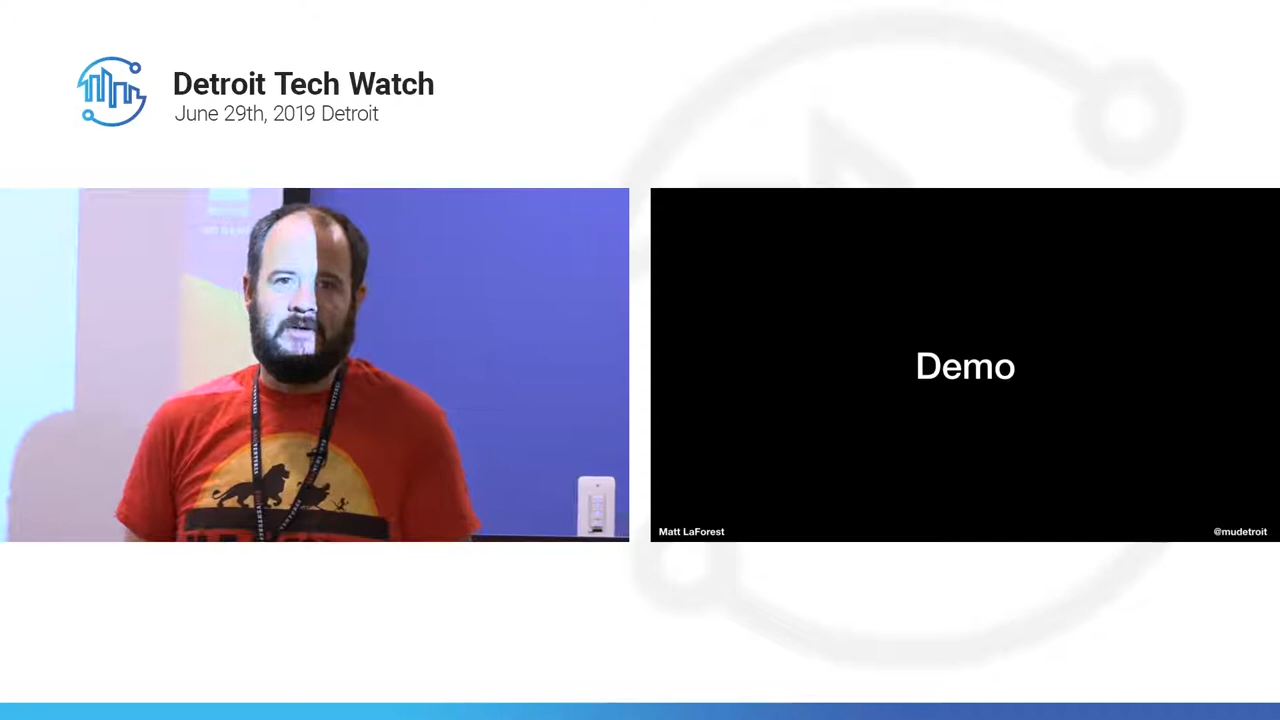 Detroit Tech Watch
June 29th, 2019 Detroit
Demo
Matt LaForest
@mudetroit